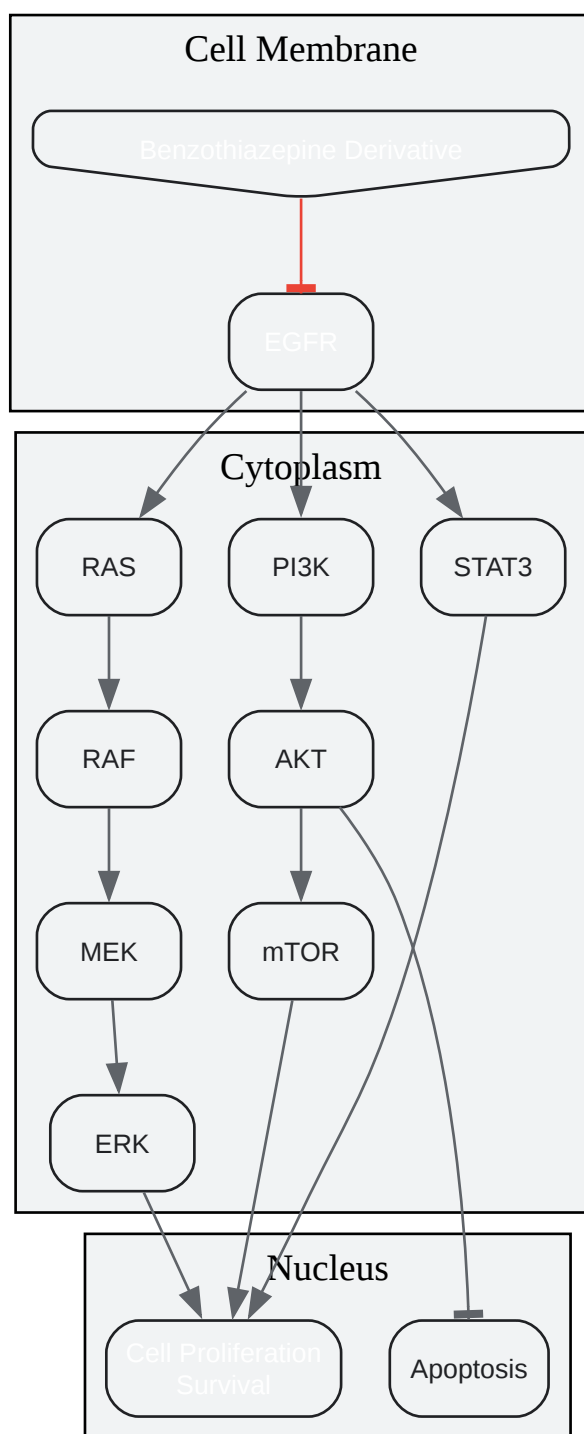 Cell Membrane
Benzothiazepine Derivative
EGFR
Cytoplasm
RAS
PI3K
STAT3
RAF
AKT
MEK
mTOR
ERK
Nucleus
Cell Proliferation
Survival
Apoptosis